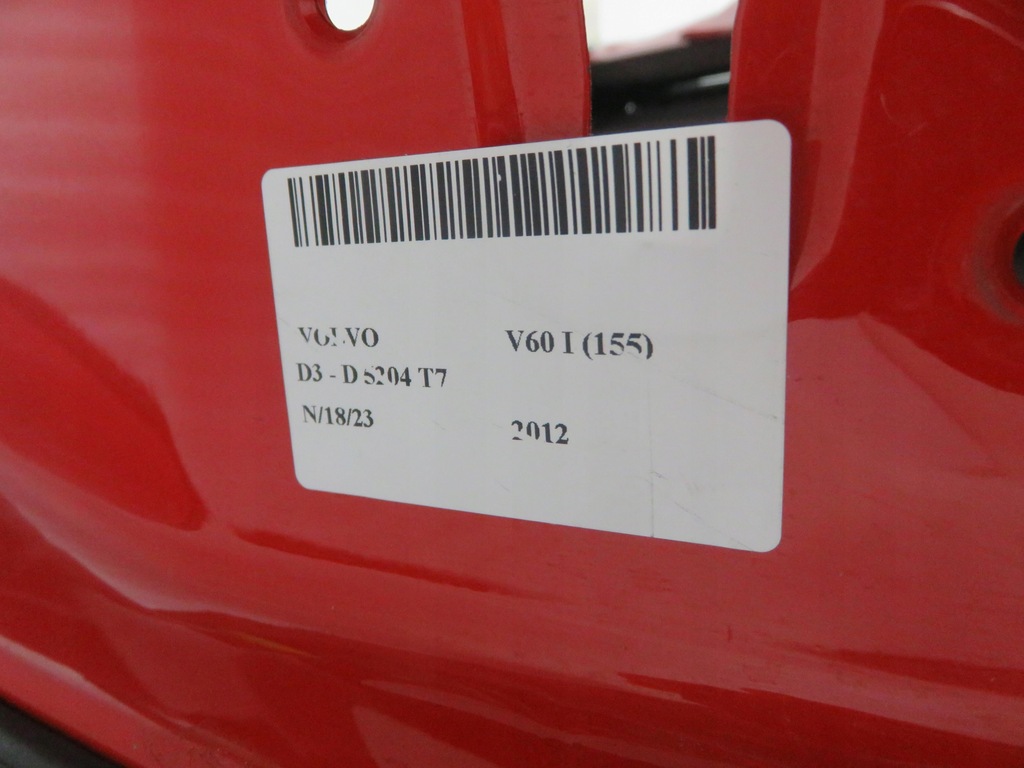 VOLVO V60 I (155)
D3 - D 5204 T7
N/18/23 2012